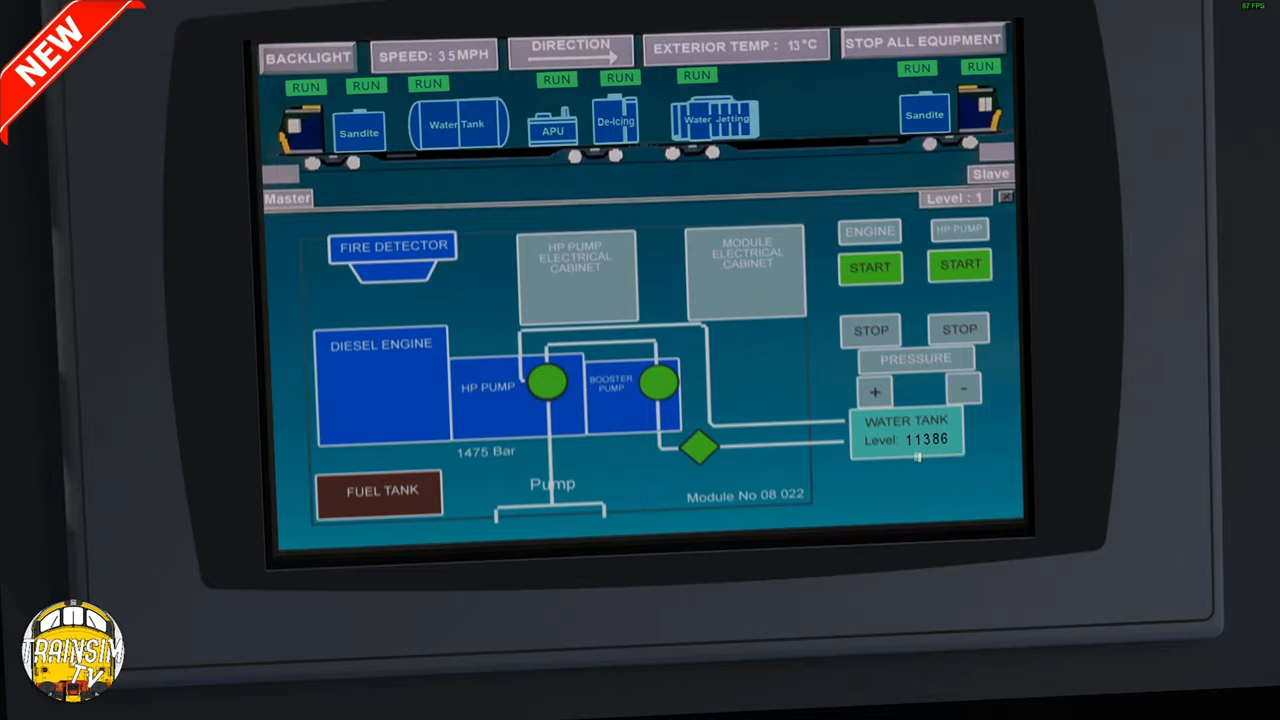 NEW
87 FPS
BACKLIGHT
SPEED: 35MPH
DIRECTION
EXTERIOR TEMP : 13°C
STOP ALL EQUIPMENT
RUN
RUN
RUN
RUN
RUN
RUN
RUN
RUN
Sandite
Water Tank
APU
De-Icing
Water Jetting
Sandite
Master
Slave
Level : 1
FIRE DETECTOR
HP PUMP
ELECTRICAL
CABINET
MODULE
ELECTRICAL
CABINET
ENGINE
HP PUMP
START
START
STOP
STOP
PRESSURE
+
-
DIESEL ENGINE
HP PUMP
BOOSTER
PUMP
WATER TANK
Level: 11386
1475 Bar
FUEL TANK
Pump
Module No 08 022
TRAINSIM
TV